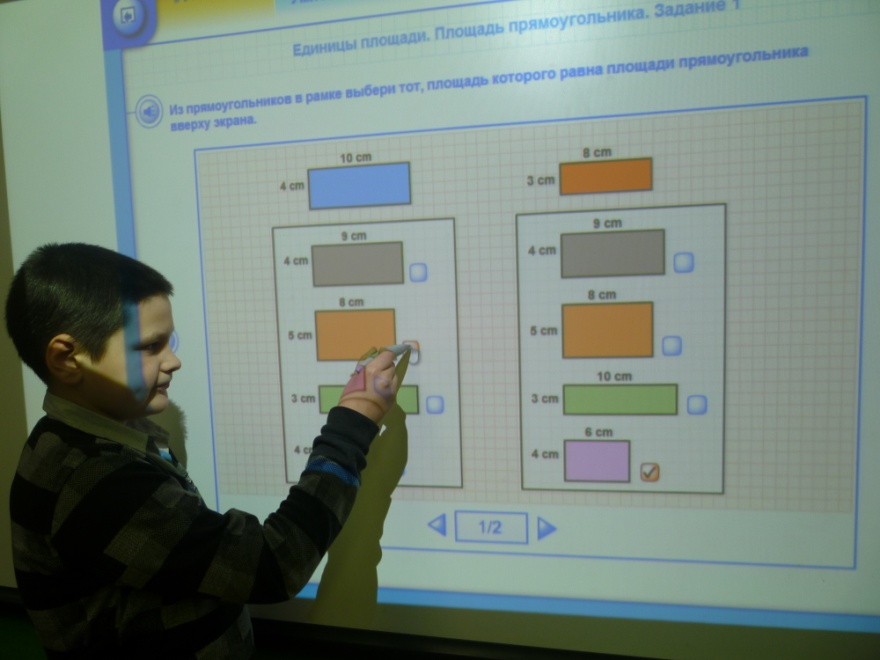 Единицы площади. Площадь прямоугольника. Задание 1
Из прямоугольников в рамке выбери тот, площадь которого равна площади прямоугольника
вверху экрана.
10 cm
4 cm
8 cm
3 cm
9 cm
4 cm
8 cm
5 cm
3 cm
4 c
9 cm
4 cm
8 cm
5 cm
10 cm
3 cm
6 cm
4 cm
1/2